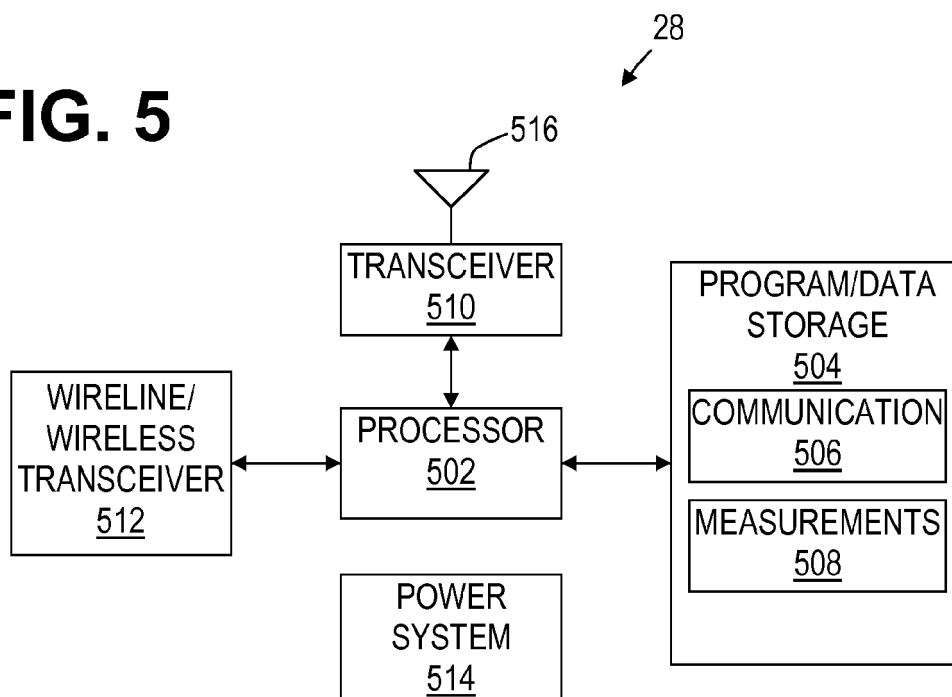 28
FIG. 5
516
TRANSCEIVER
510
PROGRAM/DATA
STORAGE
504
WIRELINE/
WIRELESS
TRANSCEIVER
512
PROCESSOR
502
COMMUNICATION
506
MEASUREMENTS
508
POWER
SYSTEM
514